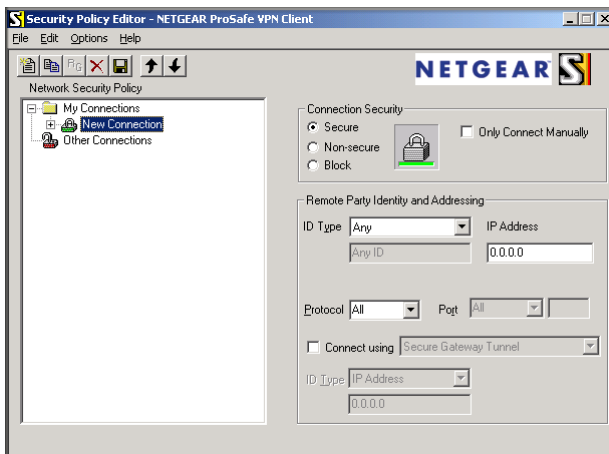 Security Policy Editor - NETGEAR ProSafe VPN Client
File Edit Options Help
NETGEAR S
Network Security Policy
My Connections
New Connection
Other Connections
Connection Security
Secure
Non-secure
Block
Only Connect Manually
Remote Party Identity and Addressing
ID Type Any IP Address
Any ID 0.0.0.0
Protocol All Port All
Connect using Secure Gateway Tunnel
ID Type IP Address
0.0.0.0